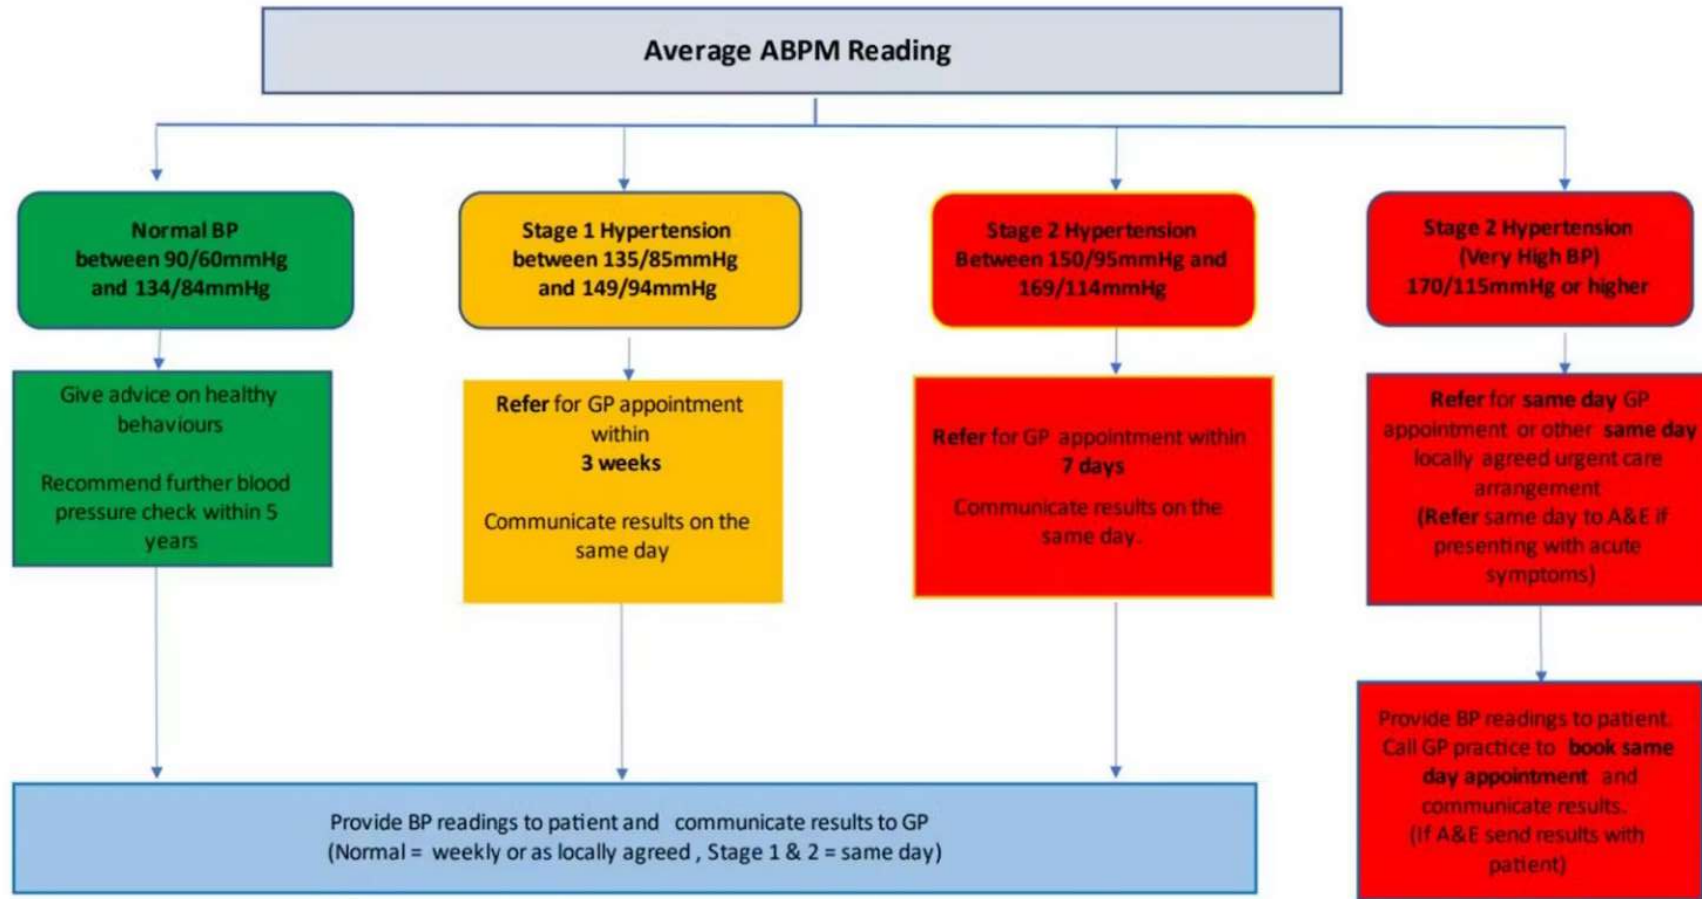 Average ABPM Reading
Normal BP
between 90/60mmHg
and 134/84mmHg
Stage 1 Hypertension
between 135/85mmHg
and 149/94mmHg
Stage 2 Hypertension
Between 150/95mmHg and
169/114mmHg
Stage 2 Hypertension
(Very High BP)
170/115mmHg or higher
Give advice on healthy
behaviours
Recommend further blood
pressure check within 5
years
Refer for GP appointment
within
3 weeks
Communicate results on the
same day
Refer for GP appointment within
7 days
Communicate results on the
same day.
Refer for same day GP
appointment or other same day
locally agreed urgent care
arrangement
(Refer same day to A&E if
presenting with acute
symptoms)
Provide BP readings to patient and communicate results to GP
(Normal = weekly or as locally agreed , Stage 1 & 2 = same day)
Provide BP readings to patient.
Call GP practice to book same
day appointment and
communicate results.
(If A&E send results with
patient)